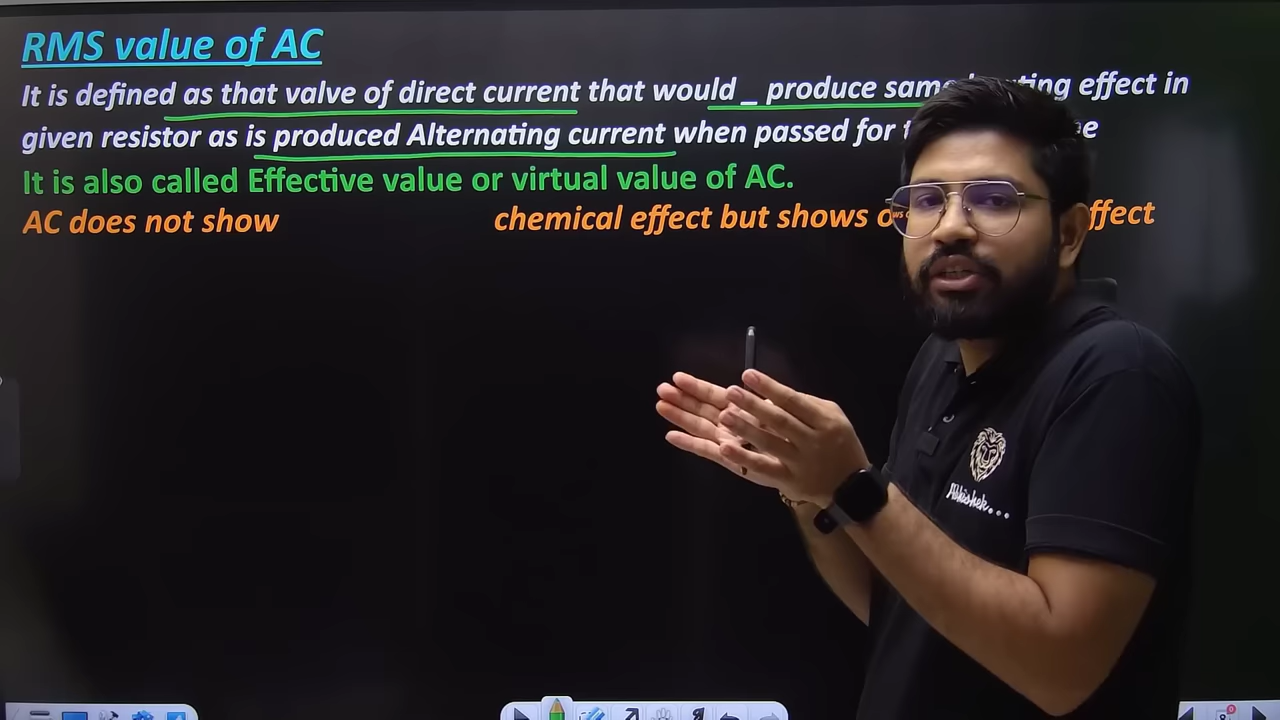 RMS value of AC
It is defined as that valve of direct current that would _ produce same effect in
given resistor as is produced Alternating current when passed for
It is also called Effective value or virtual value of AC.
AC does not show chemical effect but shows
Abhishek...